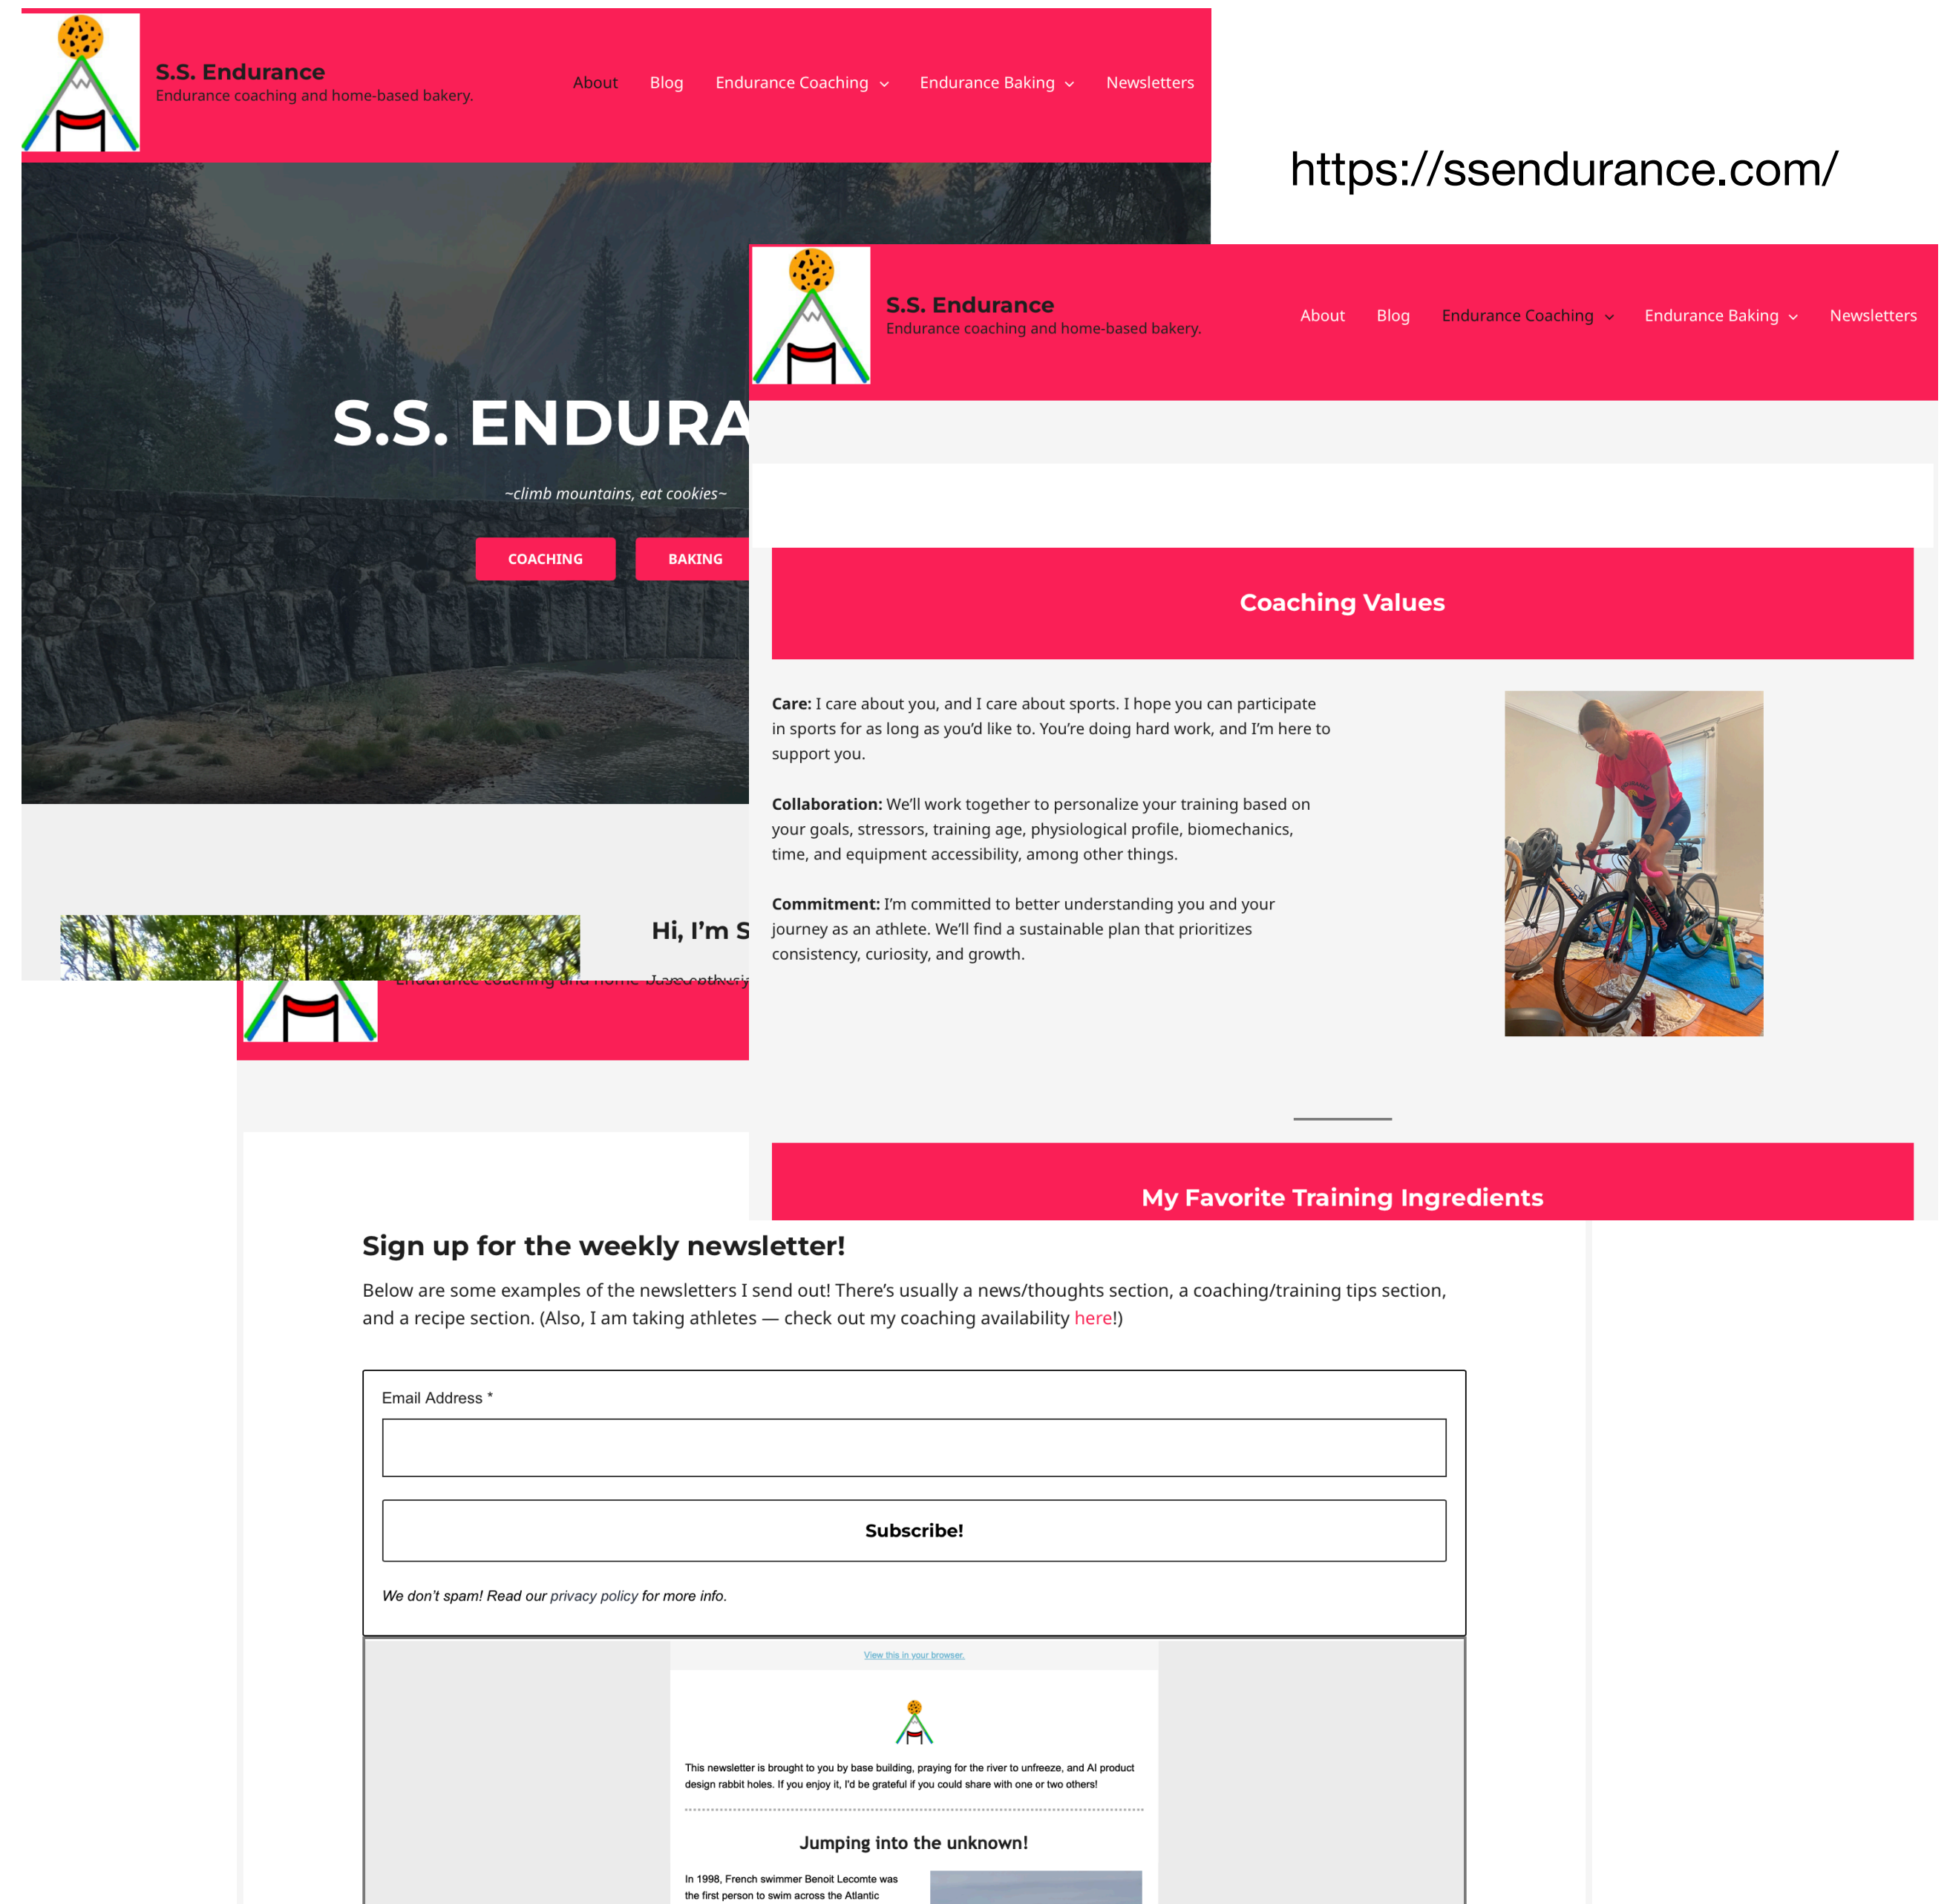 S.S. Endurance
Endurance coaching and home-based bakery.
About Blog Endurance Coaching Endurance Baking Newsletters
https://ssendurance.com/
S.S. ENDURA
~climb mountains, eat cookies~
COACHING BAKING
Hi, I'm S
I am enthusi
S.S. Endurance
Endurance coaching and home-based bakery.
About Blog Endurance Coaching Endurance Baking Newsletters
Coaching Values
Care: I care about you, and I care about sports. I hope you can participate
in sports for as long as you'd like to. You're doing hard work, and I'm here to
support you.
Collaboration: We'll work together to personalize your training based on
your goals, stressors, training age, physiological profile, biomechanics,
time, and equipment accessibility, among other things.
Commitment: I'm committed to better understanding you and your
journey as an athlete. We'll find a sustainable plan that prioritizes
consistency, curiosity, and growth.
My Favorite Training Ingredients
Endurance coaching and home-based bakery
Sign up for the weekly newsletter!
Below are some examples of the newsletters I send out! There's usually a news/thoughts section, a coaching/training tips section,
and a recipe section. (Also, I am taking athletes — check out my coaching availability here!)
Email Address *
Subscribe!
We don't spam! Read our privacy policy for more info.
View this in your browser.
This newsletter is brought to you by base building, praying for the river to unfreeze, and AI product
design rabbit holes. If you enjoy it, I'd be grateful if you could share with one or two others!
Jumping into the unknown!
In 1998, French swimmer Benoit Lecomte was
the first person to swim across the Atlantic